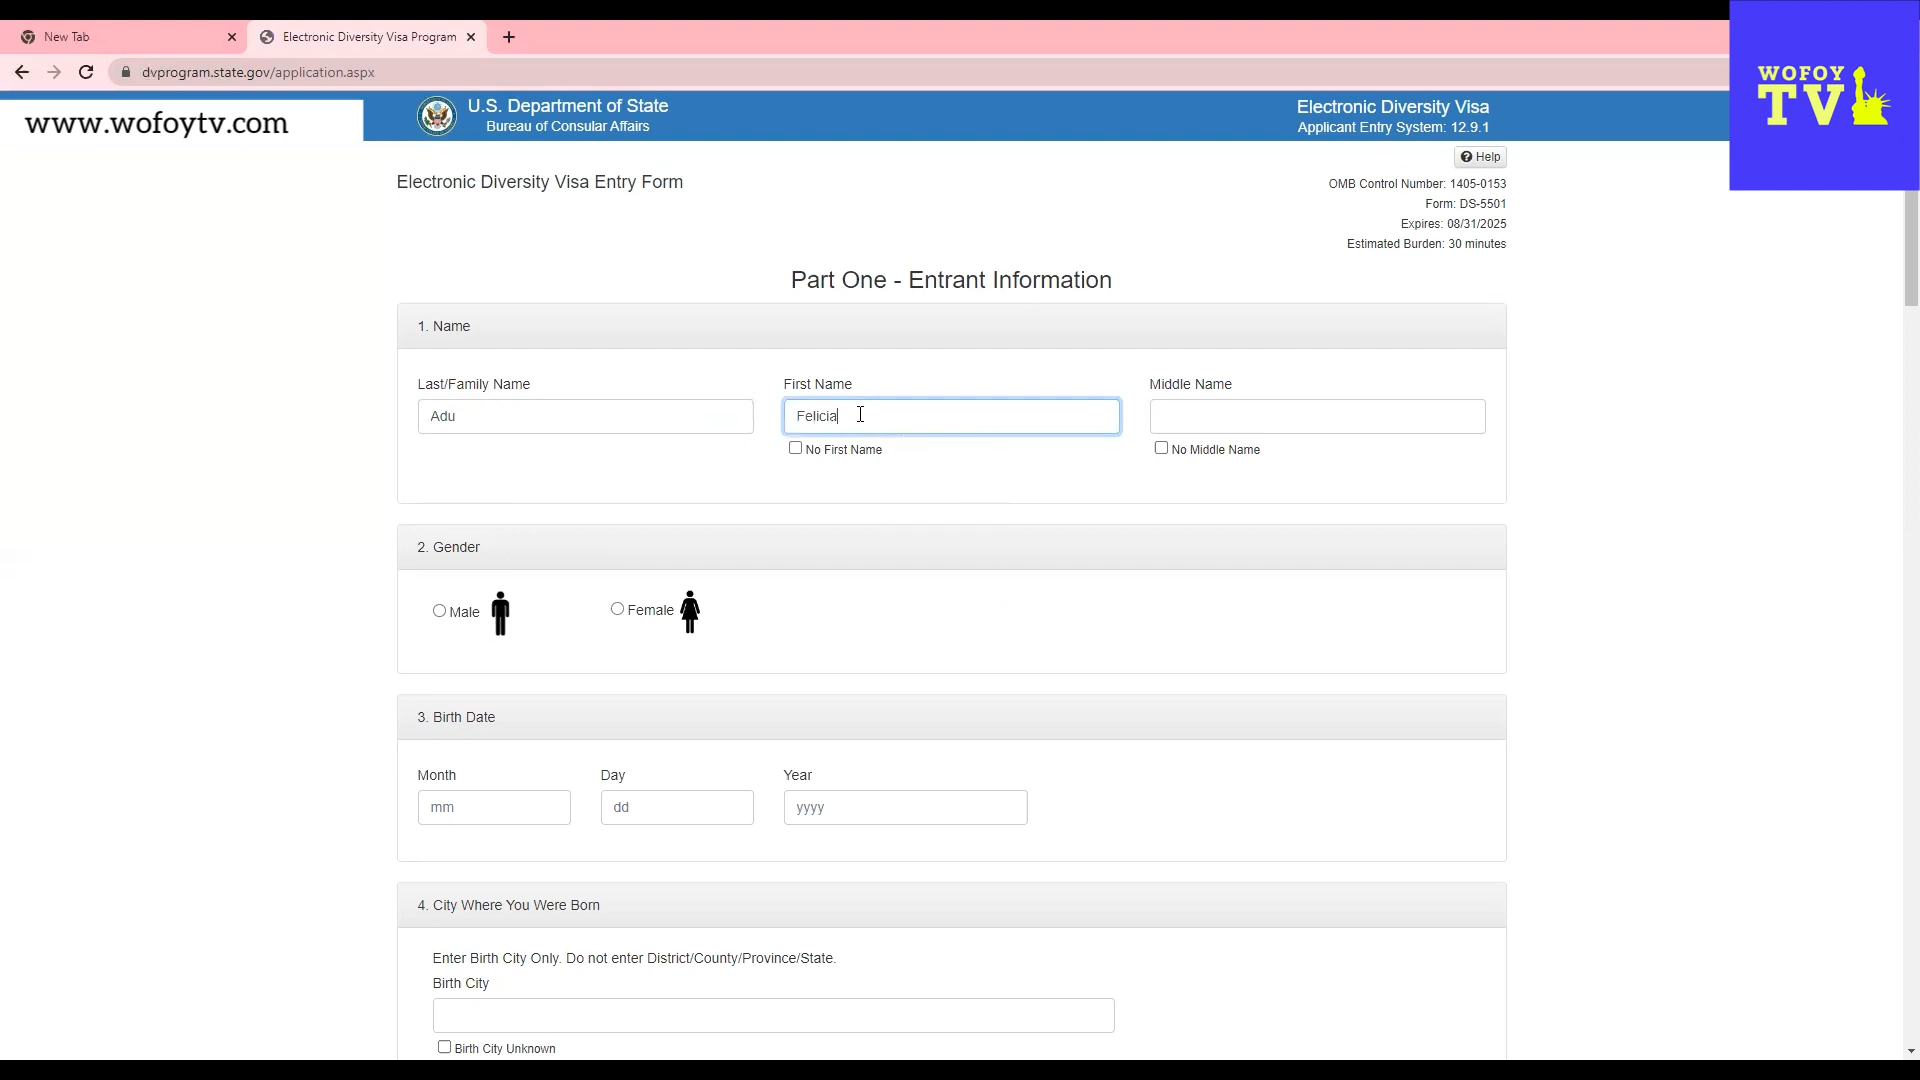 New Tab
Electronic Diversity Visa Program
dvprogram.state.gov/application.aspx
WOFOY
TV
www.wofoytv.com
U.S. Department of State
Bureau of Consular Affairs
Electronic Diversity Visa
Applicant Entry System: 12.9.1
Help
Electronic Diversity Visa Entry Form
OMB Control Number: 1405-0153
Form: DS-5501
Expires: 08/31/2025
Estimated Burden: 30 minutes
Part One - Entrant Information
1. Name
Last/Family Name
First Name
Middle Name
Adu
Felicia
No First Name
No Middle Name
2. Gender
Male
Female
3. Birth Date
Month
Day
Year
mm
dd
yyyy
4. City Where You Were Born
Enter Birth City Only. Do not enter District/County/Province/State.
Birth City
Birth City Unknown